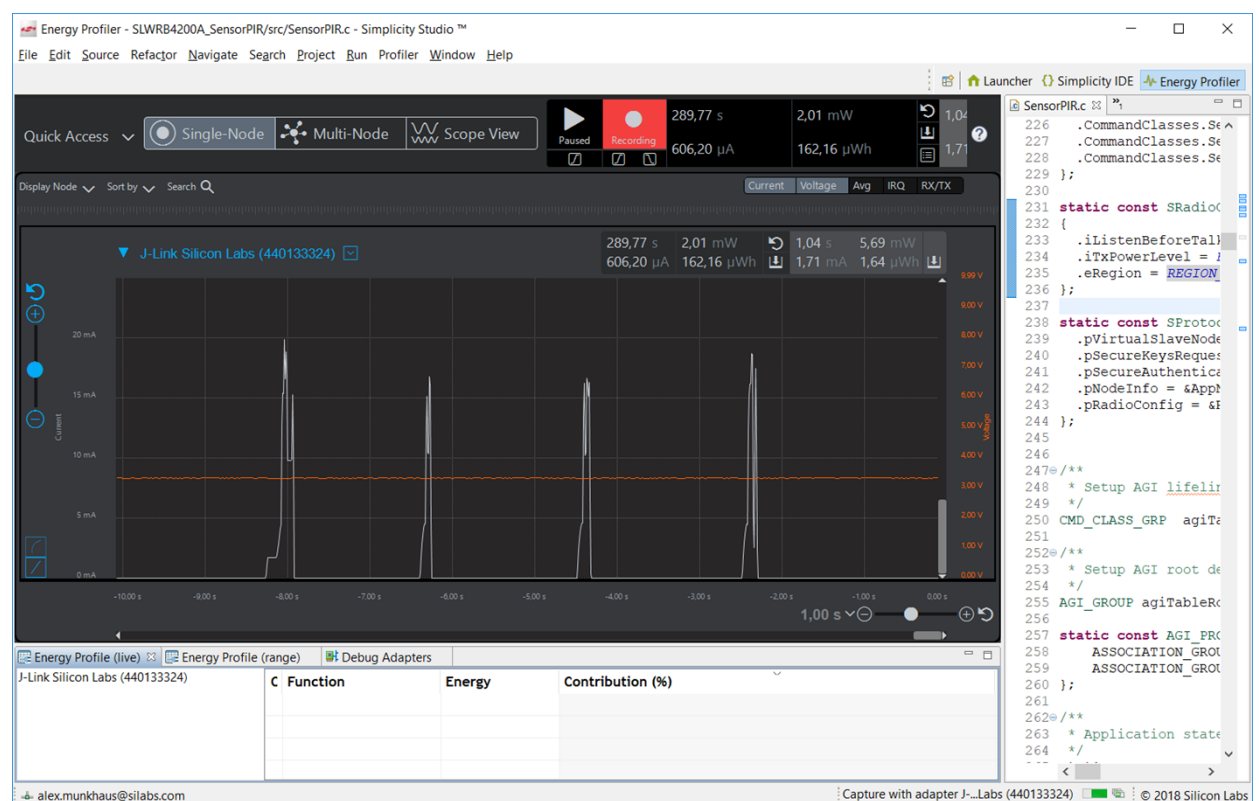 Energy Profiler - SLWRB4200A_SensorPIR/src/SensorPIR.c - Simplicity Studio ™
File Edit Source Refactor Navigate Search Project Run Profiler Window Help
Launcher {} Simplicity IDE Energy Profiler
Quick Access Single-Node Multi-Node Scope View
Paused Recording
289,77 s 2,01 mW 1,04
606,20 µA 162,16 µWh 1,71
Display Node Sort by Search Current Voltage Avg IRQ RX/TX
J-Link Silicon Labs (440133324)
289,77 s 2,01 mW 1,04 s 5,69 mW
606,20 µA 162,16 µWh 1,71 mA 1,64 µWh
20 mA
15 mA
10 mA
5 mA
0 mA
Current
9,99 V
9,00 V
8,00 V
7,00 V
6,00 V
5,00 V
4,00 V
3,00 V
2,00 V
1,00 V
0,00 V
Voltage
-10,00 s -9,00 s -8,00 s -7,00 s -6,00 s -5,00 s -4,00 s -3,00 s -2,00 s -1,00 s 0,00 s
1,00 s
SensorPIR.c
226 .CommandClasses.Se
227 .CommandClasses.Se
228 .CommandClasses.Se
229 };
230
231 static const SRadioC
232 {
233 .iListenBeforeTal
234 .iTxPowerLevel =
235 .eRegion = REGION_
236 };
237
238 static const SProtoc
239 .pVirtualSlaveNode
240 .pSecureKeysReques
241 .pSecureAuthentica
242 .pNodeInfo = &AppN
243 .pRadioConfig = &R
244 };
245
246
247 /**
248 * Setup AGI lifelin
249 */
250 CMD_CLASS_GRP agiTa
251
252 /**
253 * Setup AGI root de
254 */
255 AGI_GROUP agiTableRo
256
257 static const AGI_PRO
258 ASSOCIATION_GROU
259 ASSOCIATION_GROU
260 };
261
262 /**
263 * Application state
264 */
Energy Profile (live) Energy Profile (range) Debug Adapters
J-Link Silicon Labs (440133324)
C Function Energy Contribution (%)
alex.munkhaus@silabs.com
Capture with adapter J-...Labs (440133324)
© 2018 Silicon Labs